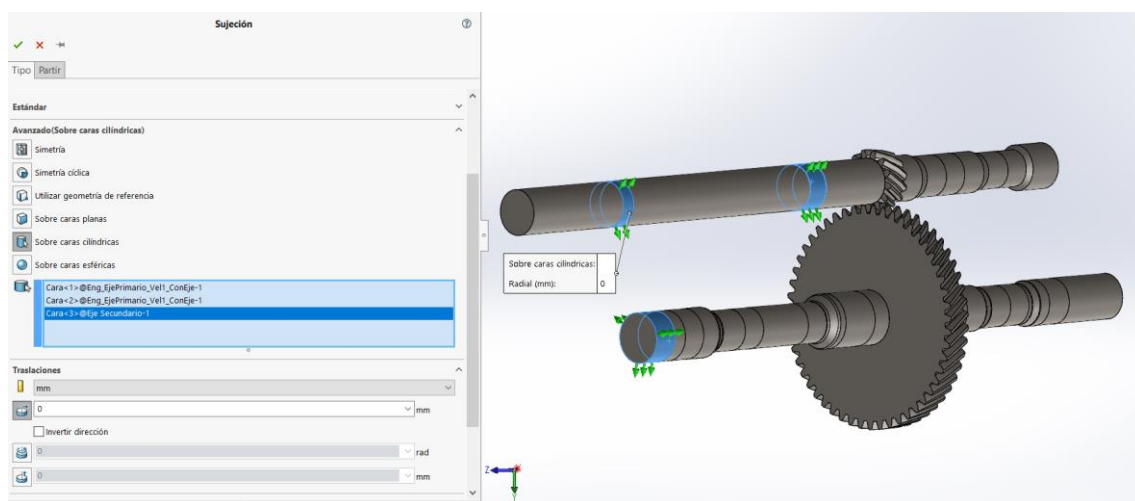 Sujeción
Tipo Partir
Estándar
Avanzado(Sobre caras cilíndricas)
Simetría
Simetría cíclica
Utilizar geometría de referencia
Sobre caras planas
Sobre caras cilíndricas
Sobre caras esféricas
Cara<1>@Eng_EjePrimario_Vel1_ConEje-1
Cara<2>@Eng_EjePrimario_Vel1_ConEje-1
Cara<3>@Eje Secundario-1
Traslaciones
mm
0 mm
Invertir dirección
0 rad
0 mm
Sobre caras cilíndricas:
Radial (mm): 0
Z
Y